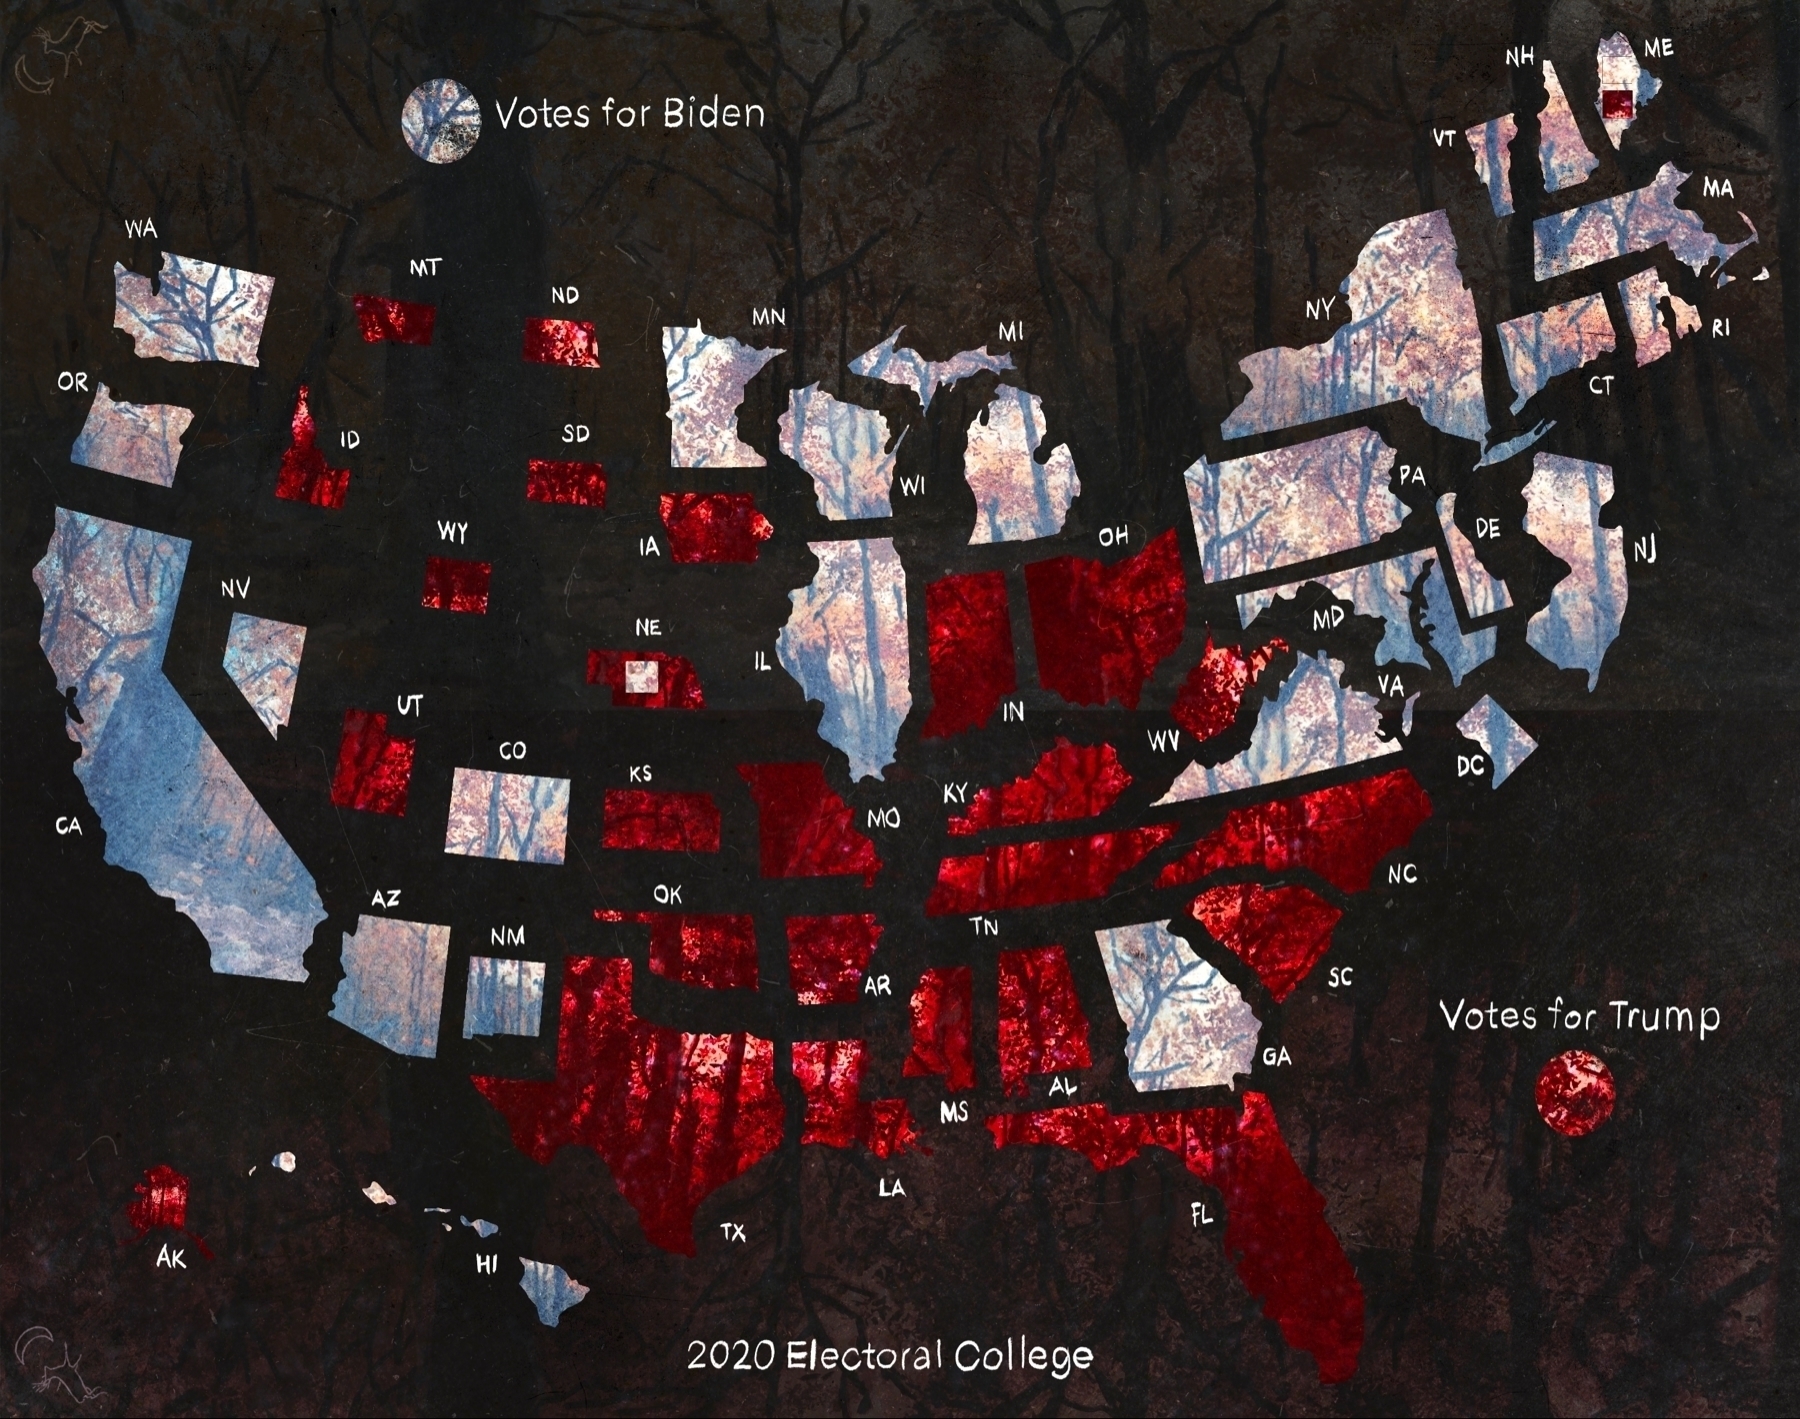 NH
ME
Votes for Biden
VT
MA
WA
MT
ND
NY
MN
MI
RI
OR
CT
ID
SD
PA
WI
WY
DE
OH
IA
NJ
NV
MD
NE
IL
VA
UT
IN
WV
CO
DC
KS
KY
MO
CA
NC
AZ
OK
TN
NM
SC
AR
Votes for Trump
GA
AL
MS
LA
FL
TX
AK
HI
2020 Electoral College